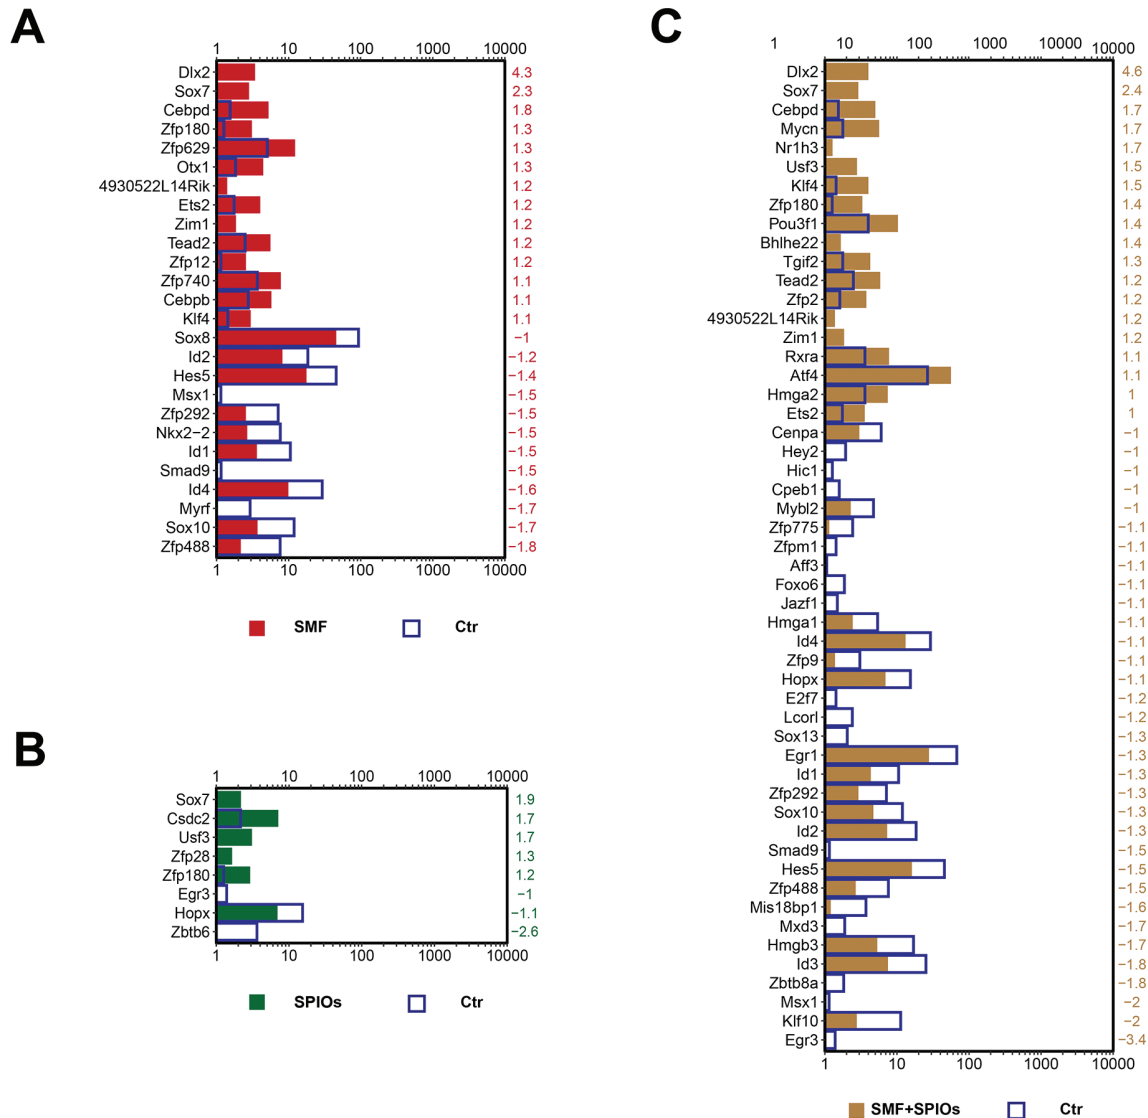 A
1 10 100 1000 10000
Dlx2 4.3
Sox7 2.3
Cebpd 1.8
Zfp180 1.3
Zfp629 1.3
Otx1 1.3
4930522L14Rik 1.2
Ets2 1.2
Zim1 1.2
Tead2 1.2
Zfp12 1.2
Zfp740 1.1
Cebpb 1.1
Klf4 1.1
Sox8 −1
Id2 −1.2
Hes5 −1.4
Msx1 −1.5
Zfp292 −1.5
Nkx2−2 −1.5
Id1 −1.5
Smad9 −1.5
Id4 −1.6
Myrf −1.7
Sox10 −1.7
Zfp488 −1.8
1 10 100 1000 10000
SMF Ctr
B
1 10 100 1000 10000
Sox7 1.9
Csdc2 1.7
Usf3 1.7
Zfp28 1.3
Zfp180 1.2
Egr3 −1
Hopx −1.1
Zbtb6 −2.6
1 10 100 1000 10000
SPIOs Ctr
C
1 10 100 1000 10000 10000
Dlx2 4.6
Sox7 2.4
Cebpd 1.7
Mycn 1.7
Nr1h3 1.7
Usf3 1.5
Klf4 1.5
Zfp180 1.4
Pou3f1 1.4
Bhlhe22 1.4
Tgif2 1.3
Tead2 1.2
Zfp2 1.2
4930522L14Rik 1.2
Zim1 1.2
Rxra 1.1
Atf4 1.1
Hmga2 1
Ets2 1
Cenpa −1
Hey2 −1
Hic1 −1
Cpeb1 −1
Mybl2 −1
Zfp775 −1.1
Zfpm1 −1.1
Aff3 −1.1
Foxo6 −1.1
Jazf1 −1.1
Hmga1 −1.1
Id4 −1.1
Zfp9 −1.1
Hopx −1.1
E2f7 −1.2
Lcorl −1.2
Sox13 −1.3
Egr1 −1.3
Id1 −1.3
Zfp292 −1.3
Sox10 −1.3
Id2 −1.3
Smad9 −1.5
Hes5 −1.5
Zfp488 −1.5
Mis18bp1 −1.6
Mxd3 −1.7
Hmgb3 −1.7
Id3 −1.8
Zbtb8a −1.8
Msx1 −2
Klf10 −2
Egr3 −3.4
1 10 100 1000 10000
SMF+SPIOs Ctr